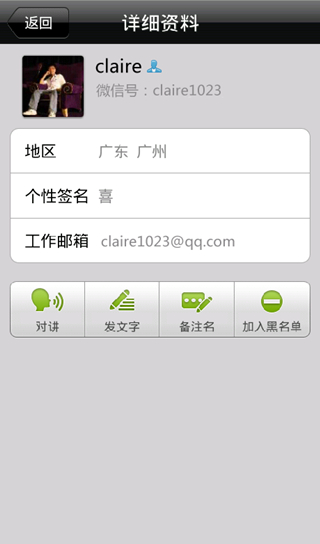 返回
详细资料
claire
微信号：claire1023
地区 广东 广州
个性签名 喜
工作邮箱 claire1023@qq.com
对讲 发文字 备注名 加入黑名单